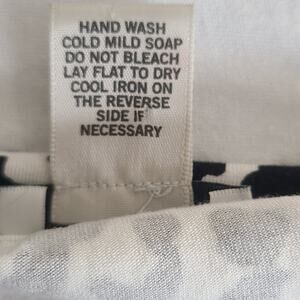 HAND WASH
COLD MILD SOAP
DO NOT BLEACH
LAY FLAT TO DRY
COOL IRON ON
THE REVERSE
SIDE IF
NECESSARY